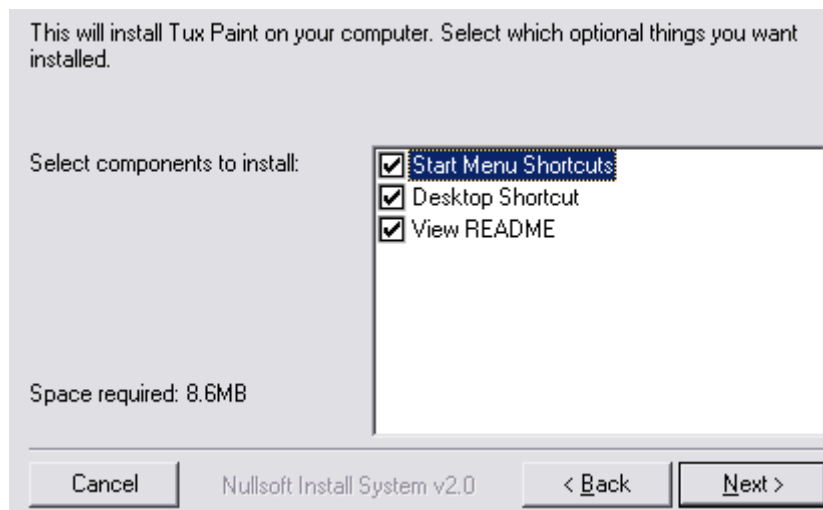 This will install Tux Paint on your computer. Select which optional things you want
installed.
Select components to install:
Start Menu Shortcuts
Desktop Shortcut
View README
Space required: 8.6MB
Cancel
Nullsoft Install System v2.0
< Back
Next >